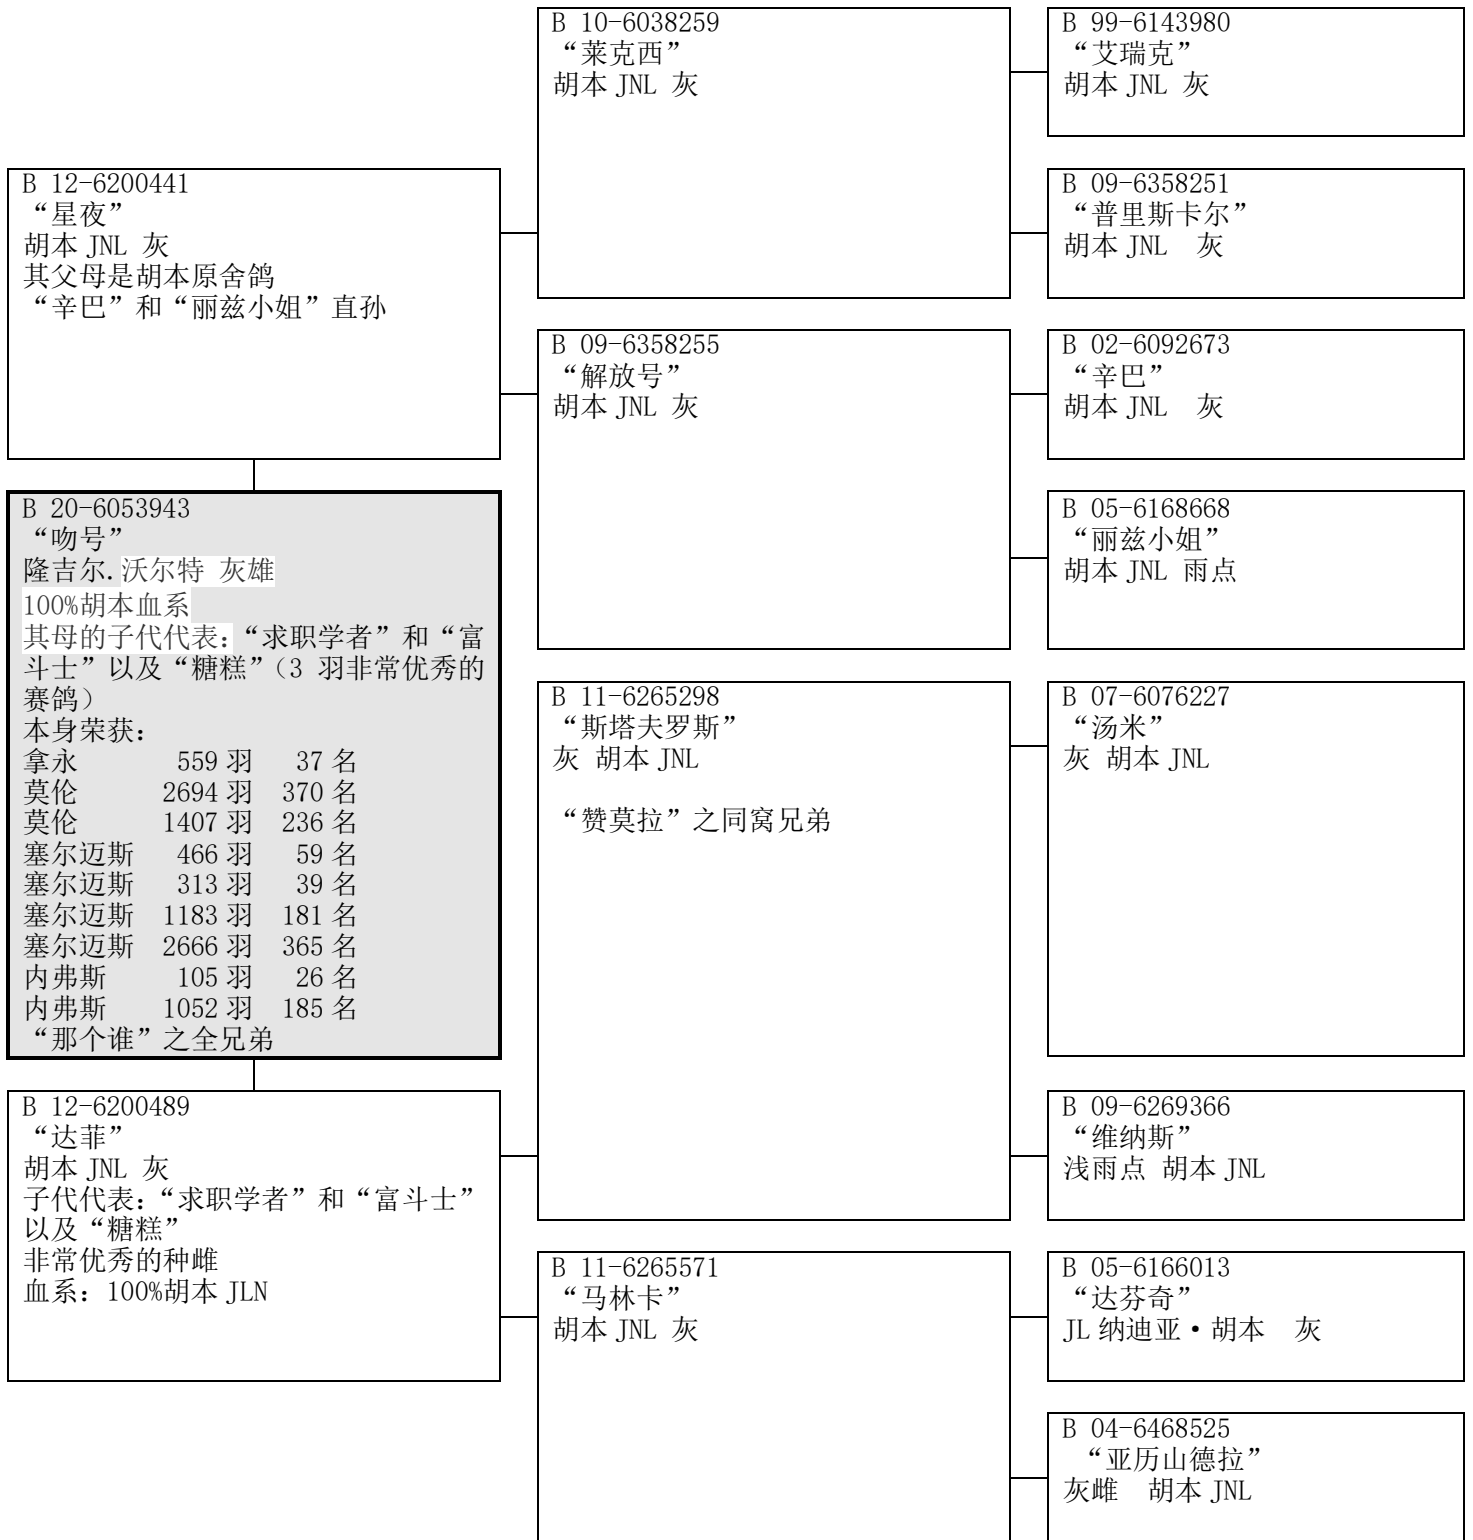 B 10-6038259
“莱克西”
胡本 JNL 灰
B 99-6143980
“艾瑞克”
胡本 JNL 灰
B 12-6200441
“星夜”
胡本 JNL 灰
其父母是胡本原舍鸽
“辛巴”和“丽兹小姐”直孙
B 09-6358251
“普里斯卡尔”
胡本 JNL 灰
B 09-6358255
“解放号”
胡本 JNL 灰
B 02-6092673
“辛巴”
胡本 JNL 灰
B 05-6168668
“丽兹小姐”
胡本 JNL 雨点
B 20-6053943
“吻号”
隆吉尔.沃尔特 灰雄
100%胡本血系
其母的子代代表：“求职学者”和“富
斗士”以及“糖糕”（3 羽非常优秀的
赛鸽）
本身荣获：
拿永 559 羽 37 名
莫伦 2694 羽 370 名
莫伦 1407 羽 236 名
塞尔迈斯 466 羽 59 名
塞尔迈斯 313 羽 39 名
塞尔迈斯 1183 羽 181 名
塞尔迈斯 2666 羽 365 名
内弗斯 105 羽 26 名
内弗斯 1052 羽 185 名
“那个谁”之全兄弟
B 11-6265298
“斯塔夫罗斯”
灰 胡本 JNL
“赞莫拉”之同窝兄弟
B 07-6076227
“汤米”
灰 胡本 JNL
B 12-6200489
“达菲”
胡本 JNL 灰
子代代表：“求职学者”和“富斗士”
以及“糖糕”
非常优秀的种雌
血系：100%胡本 JLN
B 09-6269366
“维纳斯”
浅雨点 胡本 JNL
B 11-6265571
“马林卡”
胡本 JNL 灰
B 05-6166013
“达芬奇”
JL 纳迪亚·胡本 灰
B 04-6468525
“亚历山德拉”
灰雌 胡本 JNL